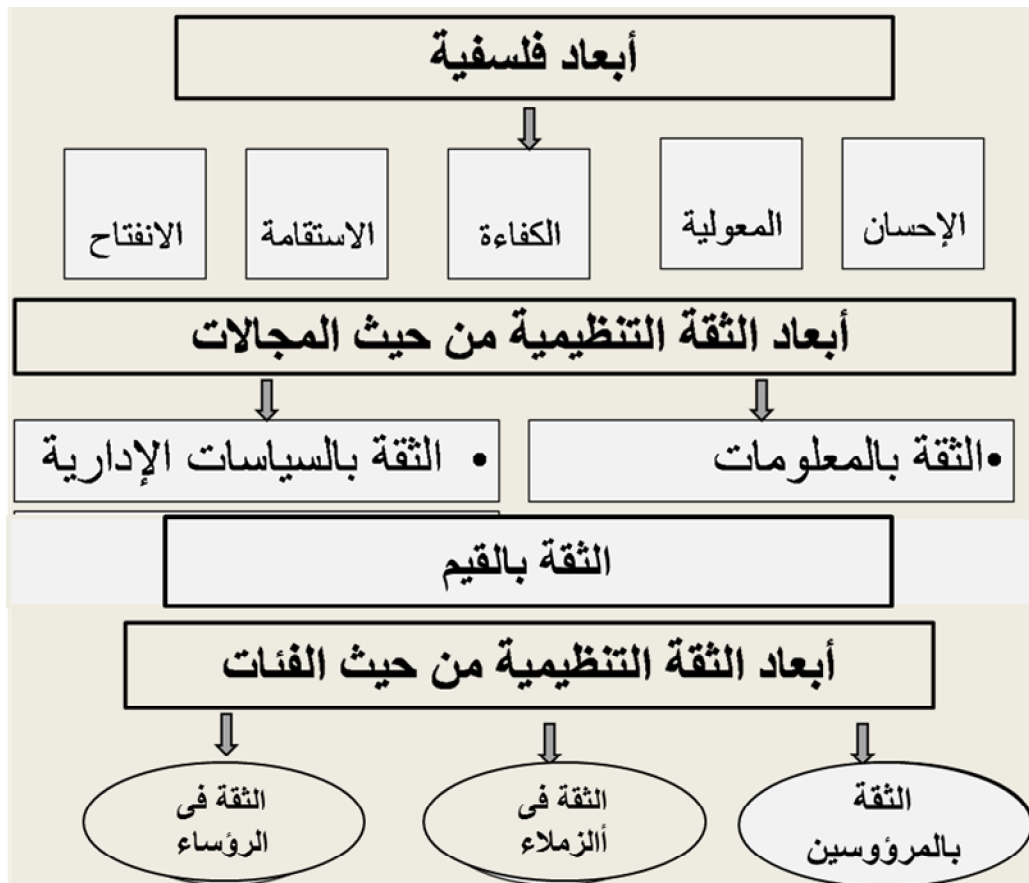 أبعاد فلسفية
الإحسان
المعولية
الكفاءة
الاستقامة
الانفتاح
أبعاد الثقة التنظيمية من حيث المجالات
•الثقة بالمعلومات
• الثقة بالسياسات الإدارية
الثقة بالقيم
أبعاد الثقة التنظيمية من حيث الفئات
الثقة
بالمرؤوسين
الثقة فى
أالزملاء
الثقة فى
الرؤساء